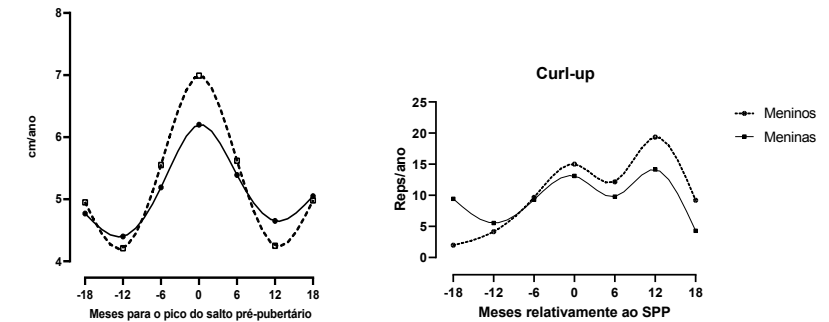 8
7
6
5
4
cm/ano
-18 -12 -6 0 6 12 18
Meses para o pico do salto pré-pubertário
Curl-up
25
20
15
10
5
0
Reps/ano
-18 -12 -6 0 6 12 18
Meses relativamente ao SPP
Meninos
Meninas